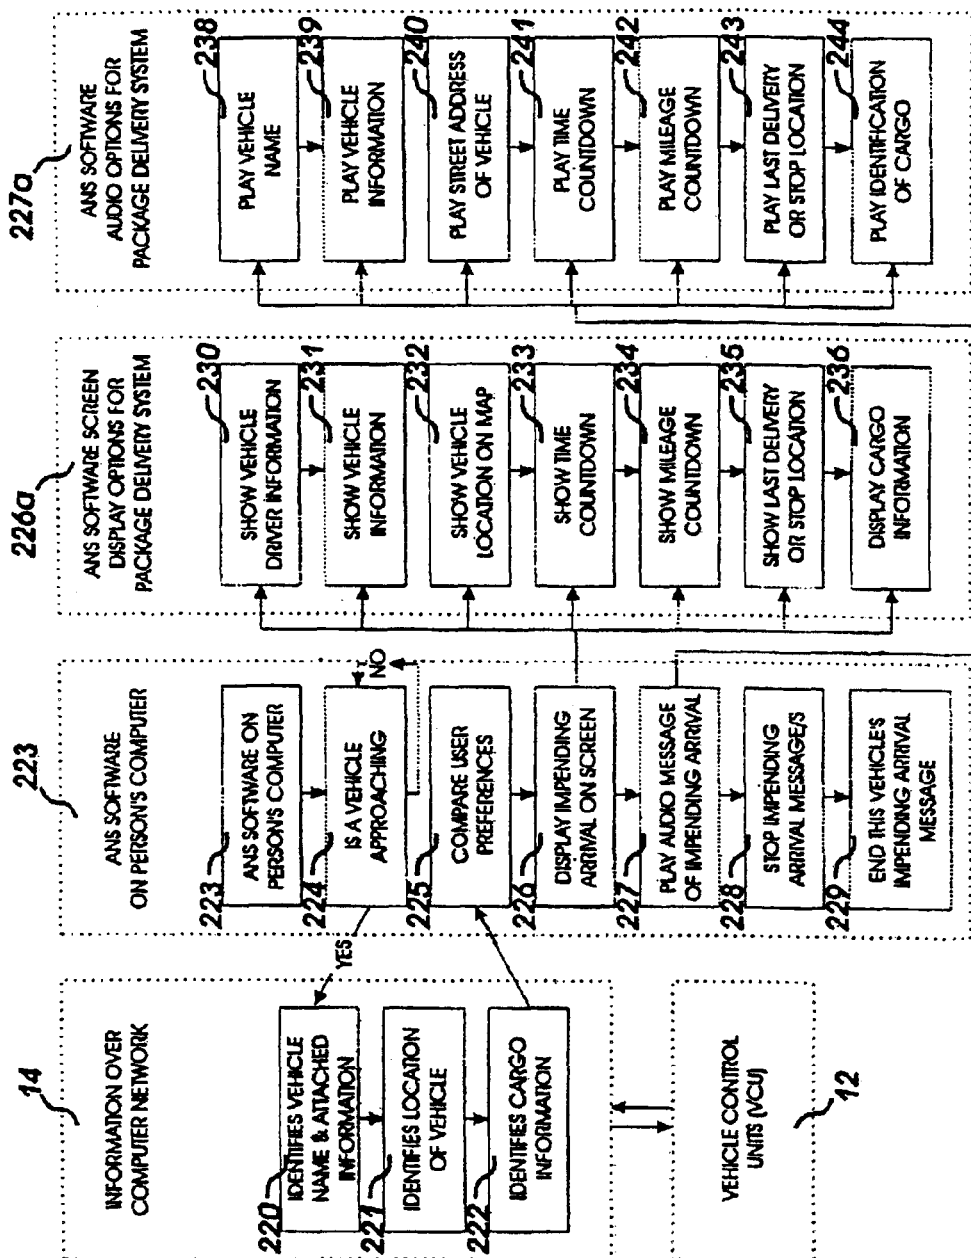 14
INFORMATION OVER
COMPUTER NETWORK
220
IDENTIFIES VEHICLE
NAME & ATTACHED
INFORMATION
221
IDENTIFIES LOCATION
OF VEHICLE
222
IDENTIFIES CARGO
INFORMATION
VEHICLE CONTROL
UNITS (VCU)
12
YES
223
ANS SOFTWARE
ON PERSON'S COMPUTER
223
ANS SOFTWARE ON
PERSON'S COMPUTER
224
IS A VEHICLE
APPROACHING
NO
225
COMPARE USER
PREFERENCES
226
DISPLAY IMPENDING
ARRIVAL ON SCREEN
227
PLAY AUDIO MESSAGE
OF IMPENDING ARRIVAL
228
STOP IMPENDING
ARRIVAL MESSAGE/S
229
END THIS VEHICLE'S
IMPENDING ARRIVAL
MESSAGE
226a
ANS SOFTWARE SCREEN
DISPLAY OPTIONS FOR
PACKAGE DELIVERY SYSTEM
230
SHOW VEHICLE
DRIVER INFORMATION
231
SHOW VEHICLE
INFORMATION
232
SHOW VEHICLE
LOCATION ON MAP
233
SHOW TIME
COUNTDOWN
234
SHOW MILEAGE
COUNTDOWN
235
SHOW LAST DELIVERY
OR STOP LOCATION
236
DISPLAY CARGO
INFORMATION
227a
ANS SOFTWARE
AUDIO OPTIONS FOR
PACKAGE DELIVERY SYSTEM
238
PLAY VEHICLE
NAME
239
PLAY VEHICLE
INFORMATION
240
PLAY STREET ADDRESS
OF VEHICLE
241
PLAY TIME
COUNTDOWN
242
PLAY MILEAGE
COUNTDOWN
243
PLAY LAST DELIVERY
OR STOP LOCATION
244
PLAY IDENTIFICATION
OF CARGO